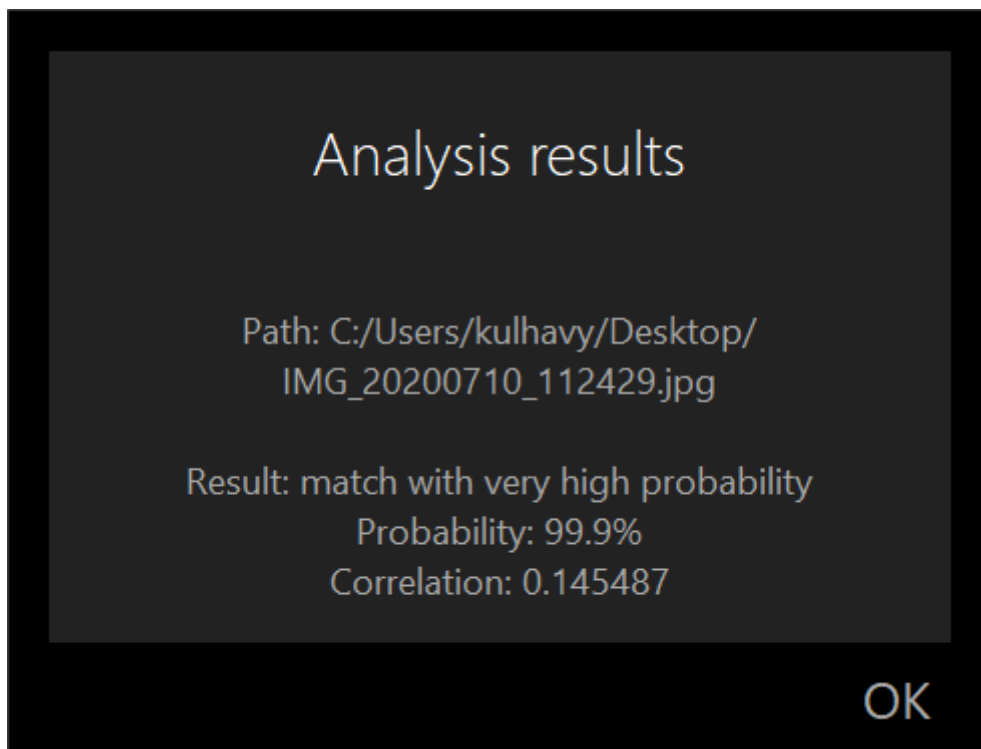 Analysis results
Path: C:/Users/kulhavy/Desktop/
IMG_20200710_112429.jpg
Result: match with very high probability
Probability: 99.9%
Correlation: 0.145487
OK